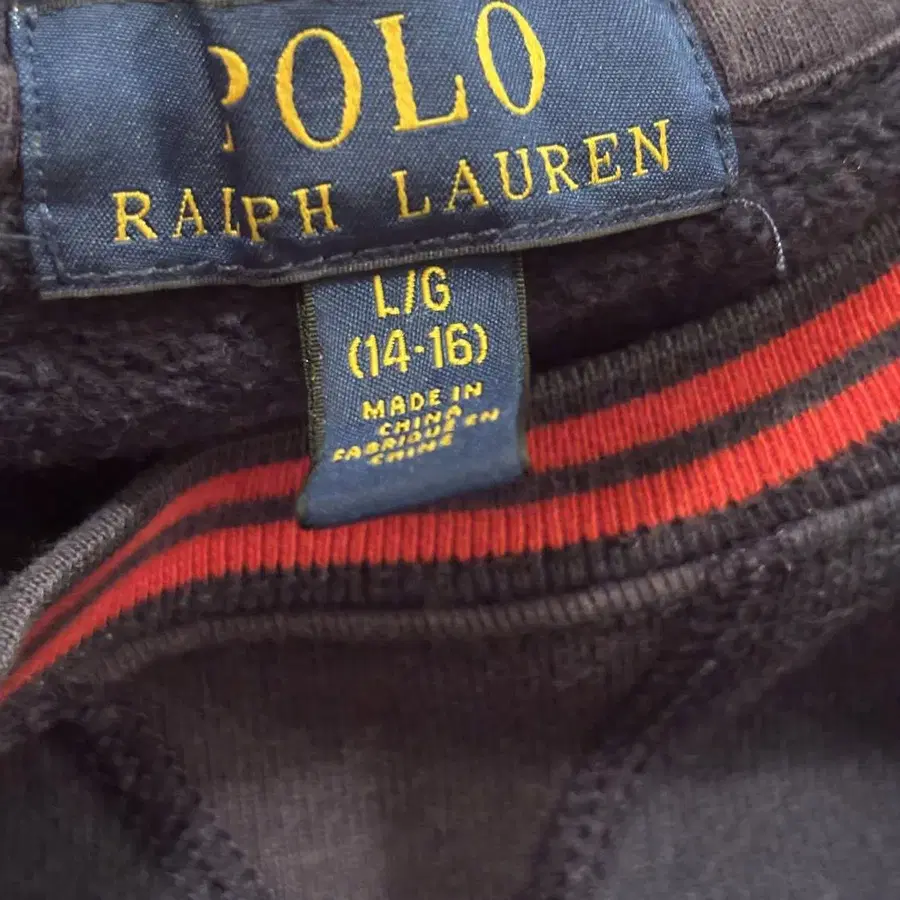 POLO
RALPH LAUREN
L/G
(14-16)
MADE IN
CHINA
FABRIQUÉ EN
CHINE